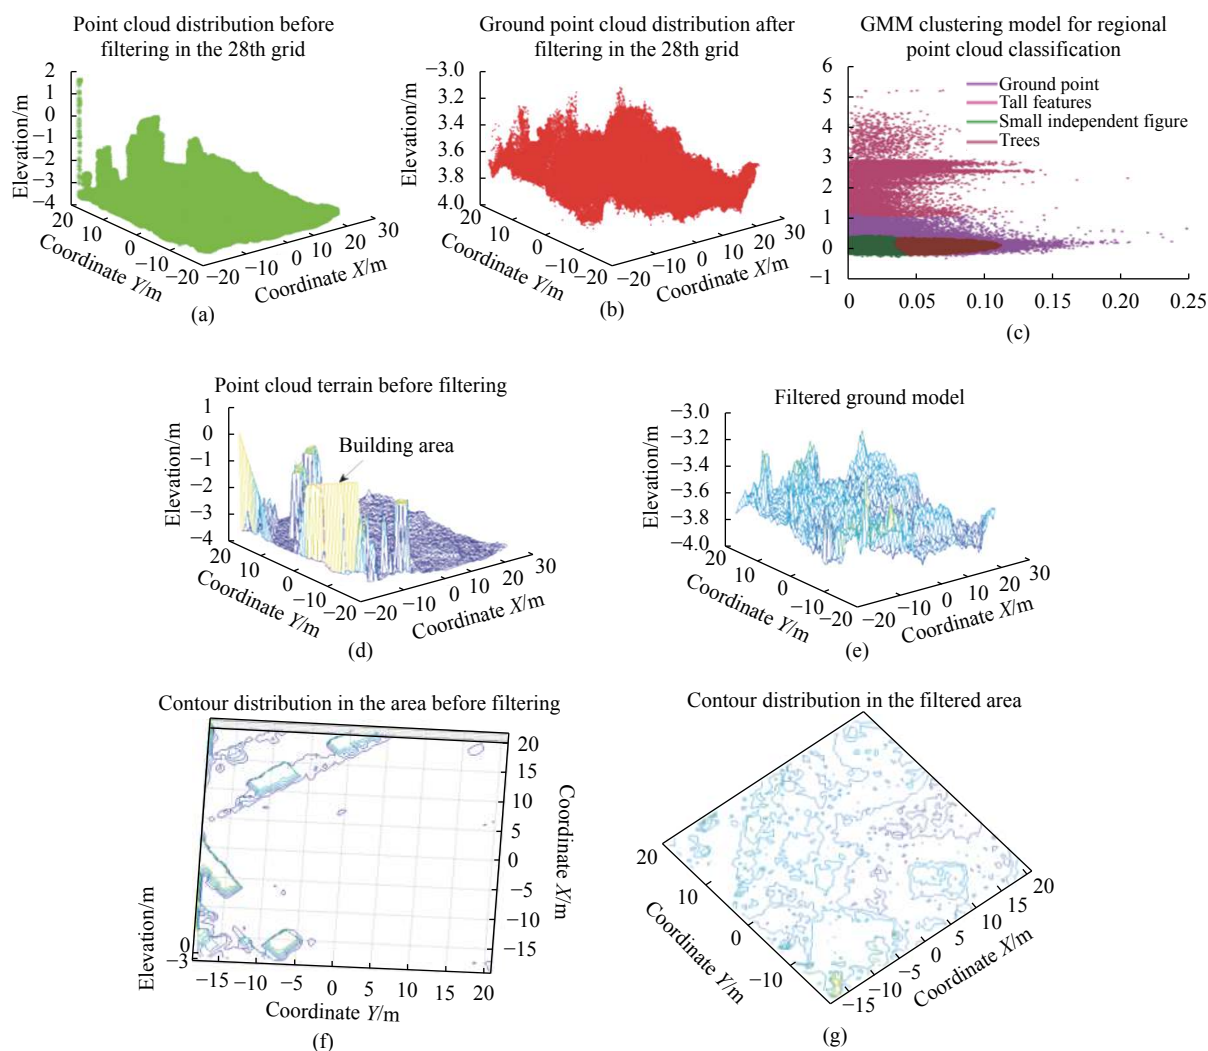 Point cloud distribution before
filtering in the 28th grid
2
1
0
−1
−2
−3
−4
Elevation/m
20
10
0
−10
−20
Coordinate Y/m
−20
−10
0
10
20
30
Coordinate X/m
(a)
Ground point cloud distribution after
filtering in the 28th grid
−3.0
3.2
3.4
3.6
3.8
4.0
Elevation/m
20
10
0
−10
−20
Coordinate Y/m
−20
−10
0
10
20
30
Coordinate X/m
(b)
GMM clustering model for regional
point cloud classification
6
5
4
3
2
1
0
−1
Ground point
Tall features
Small independent figure
Trees
0
0.05
0.10
0.15
0.20
0.25
(c)
Point cloud terrain before filtering
1
0
−1
−2
−3
−4
Elevation/m
Building area
20
10
0
−10
−20
Coordinate Y/m
−20
−10
0
10
20
30
Coordinate X/m
(d)
Filtered ground model
−3.0
−3.2
−3.4
−3.6
−3.8
−4.0
Elevation/m
20
10
0
−10
−20
Coordinate Y/m
−20
−10
0
10
20
30
Coordinate X/m
(e)
Contour distribution in the area before filtering
20
15
10
5
0
−5
−10
−15
Coordinate X/m
Elevation/m
0
−3
−15
−10
−5
0
5
10
15
20
Coordinate Y/m
(f)
Contour distribution in the filtered area
20
10
0
−10
Coordinate Y/m
−15
−10
−5
0
5
10
15
20
Coordinate X/m
(g)